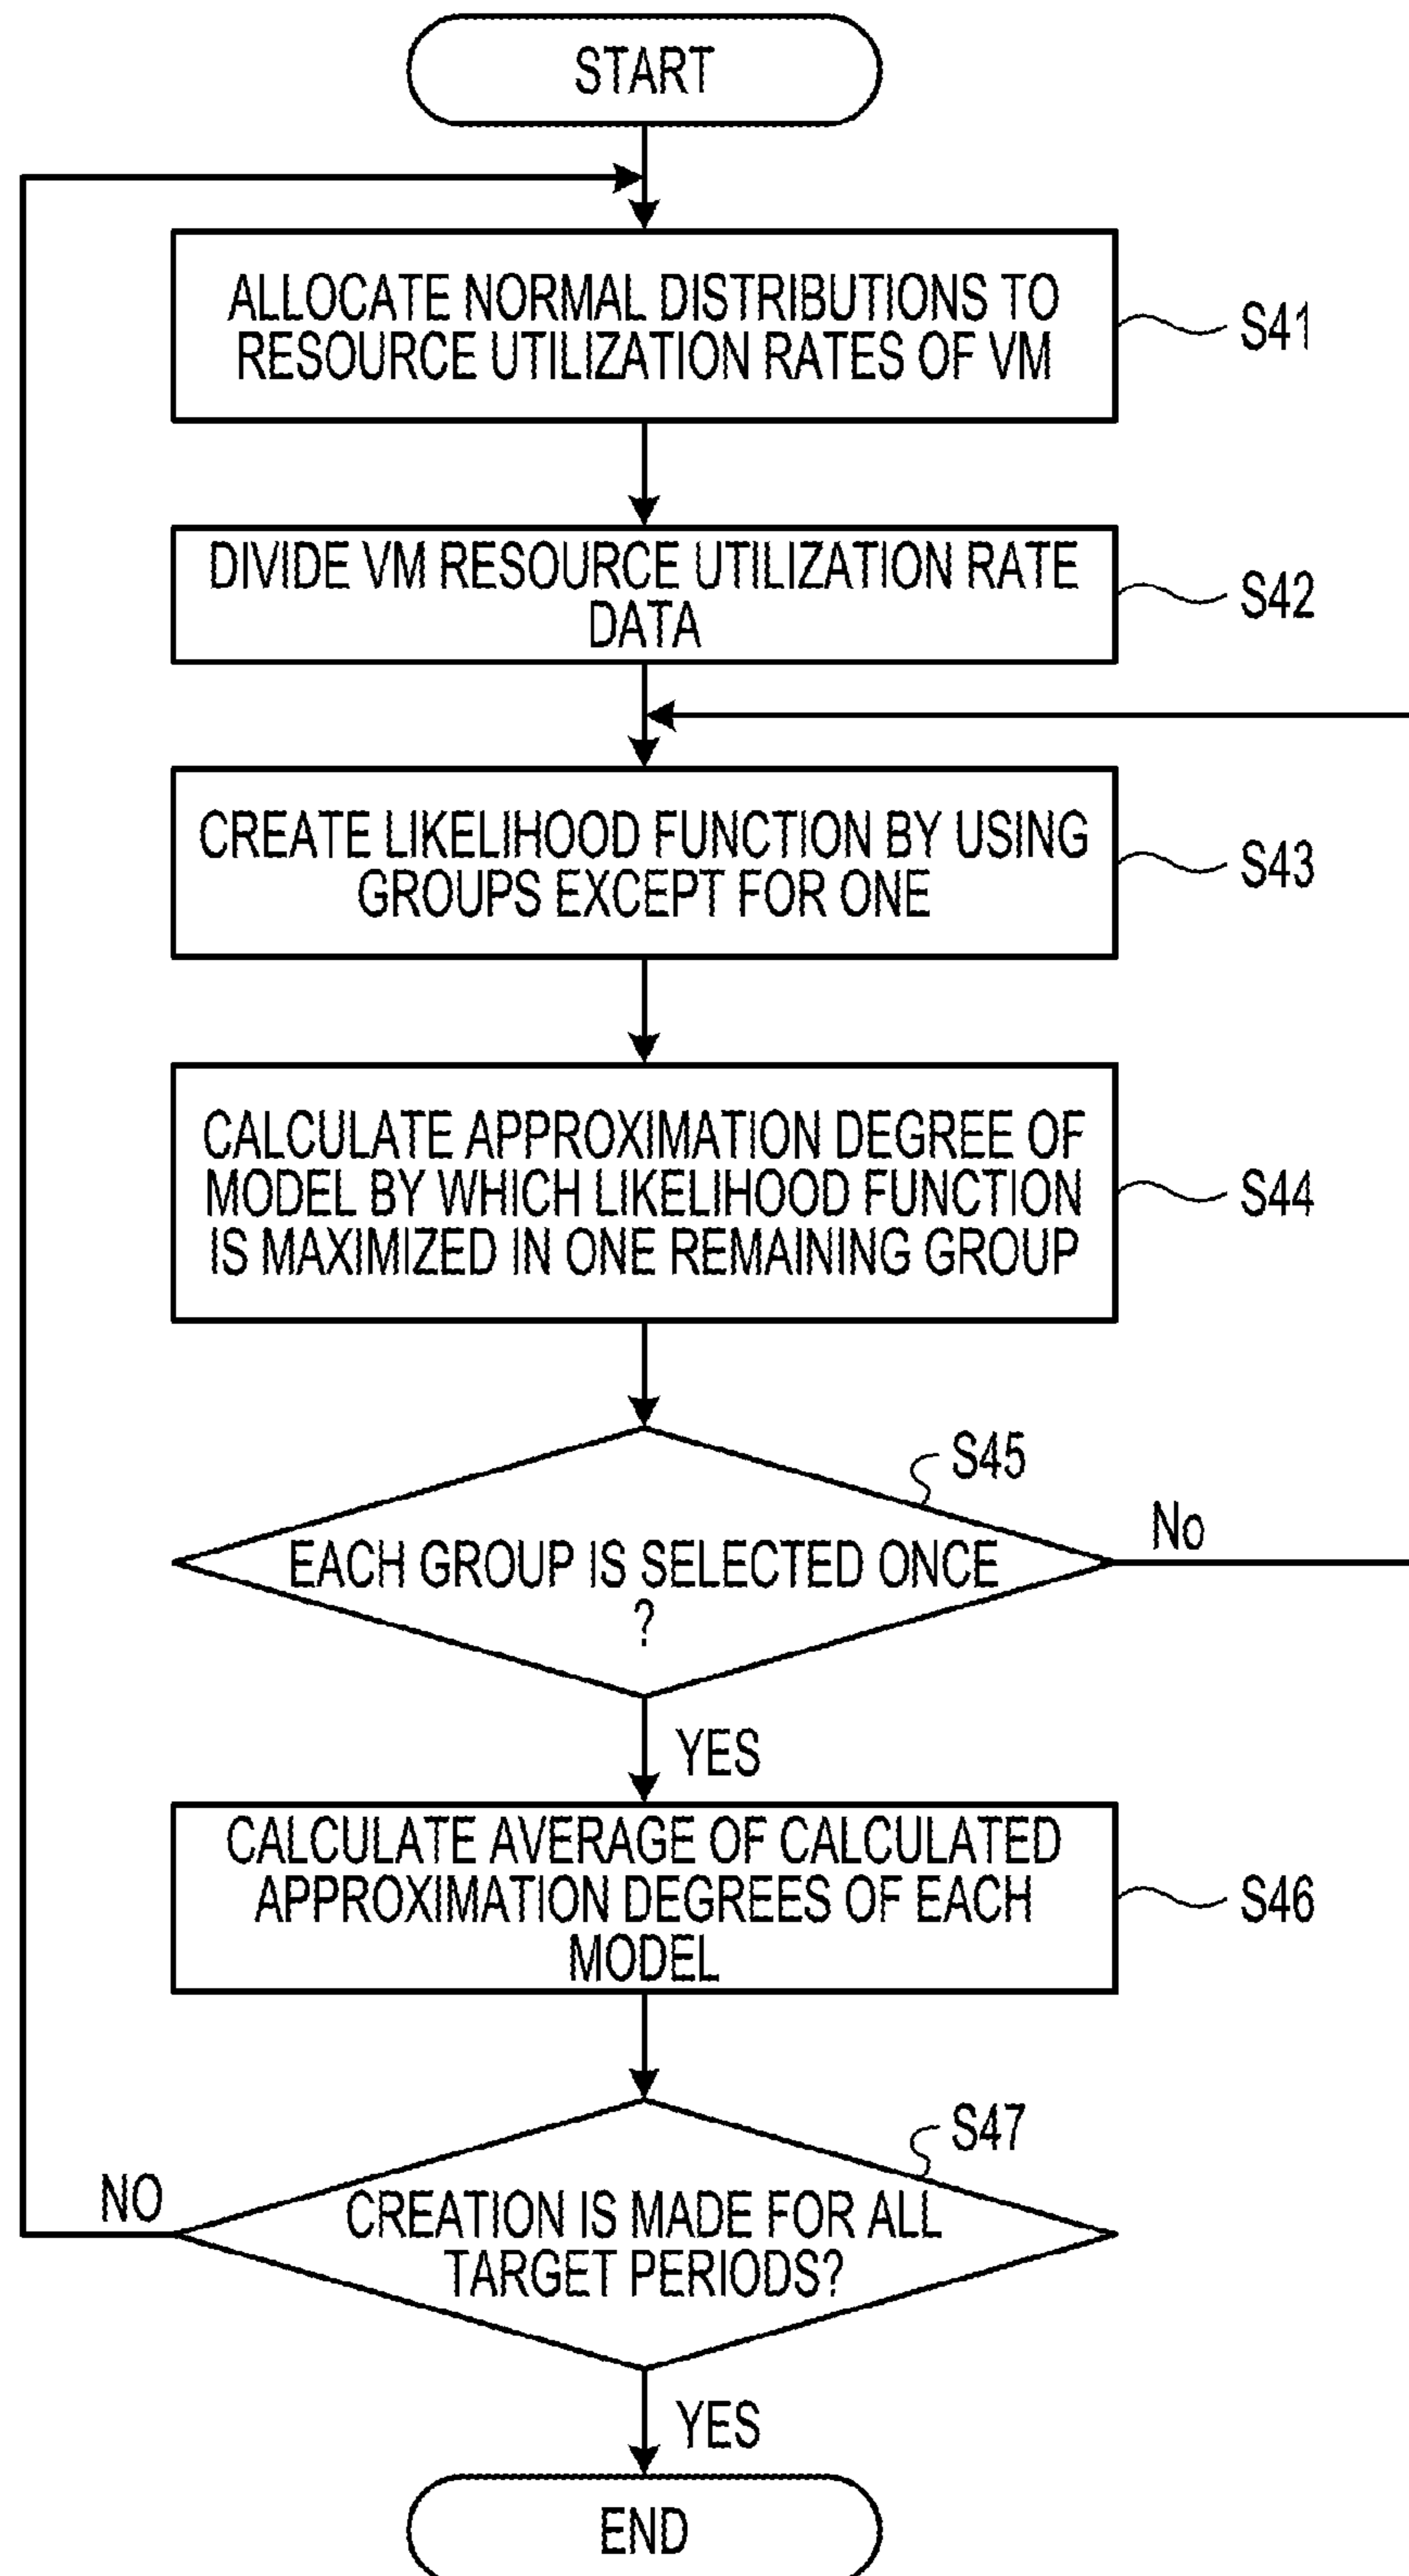 START
ALLOCATE NORMAL DISTRIBUTIONS TO
RESOURCE UTILIZATION RATES OF VM
S41
DIVIDE VM RESOURCE UTILIZATION RATE
DATA
S42
CREATE LIKELIHOOD FUNCTION BY USING
GROUPS EXCEPT FOR ONE
S43
CALCULATE APPROXIMATION DEGREE OF
MODEL BY WHICH LIKELIHOOD FUNCTION
IS MAXIMIZED IN ONE REMAINING GROUP
S44
S45
EACH GROUP IS SELECTED ONCE
?
No
YES
CALCULATE AVERAGE OF CALCULATED
APPROXIMATION DEGREES OF EACH
MODEL
S46
S47
NO
CREATION IS MADE FOR ALL
TARGET PERIODS?
YES
END